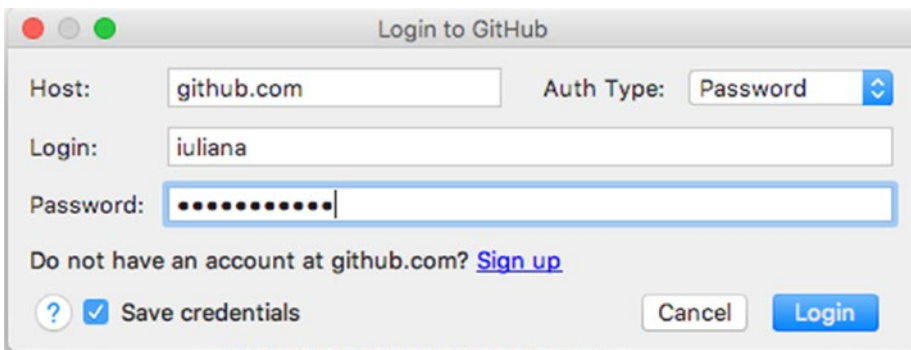 Login to GitHub
Host: github.com Auth Type: Password
Login: iuliana
Password: •••••••••••
Do not have an account at github.com? Sign up
? Save credentials Cancel Login